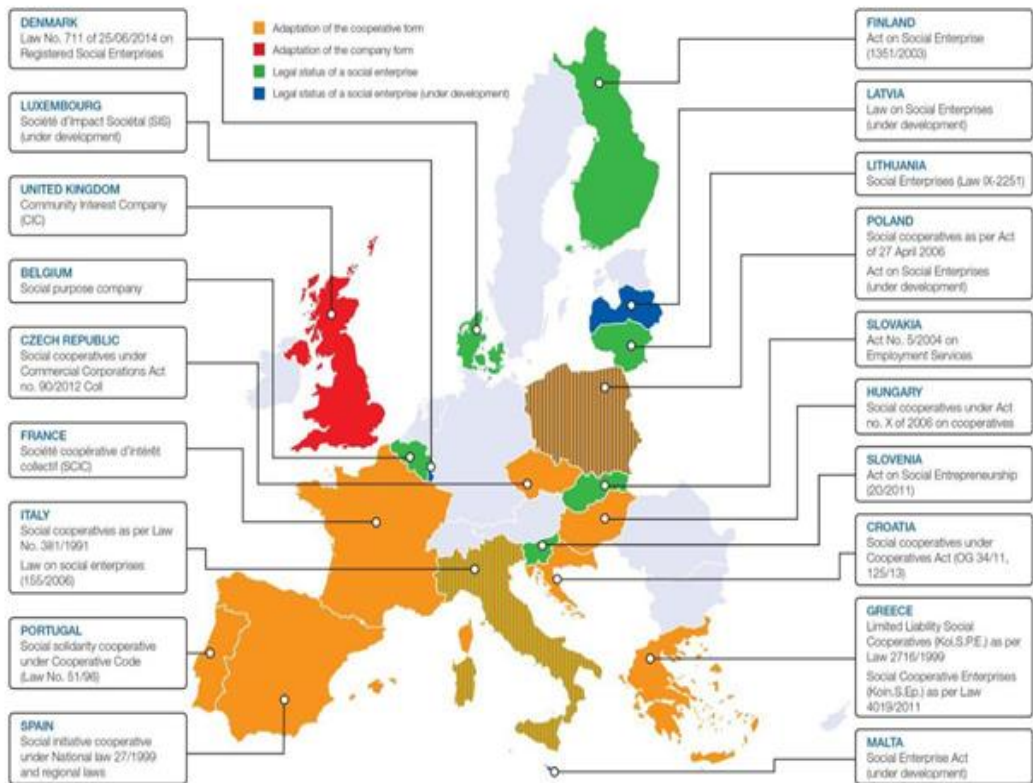 DENMARK
Law No. 711 of 25/06/2014 on
Registered Social Enterprises
LUXEMBOURG
Société d'Impact Sociétal (SIS)
(under development)
UNITED KINGDOM
Community Interest Company
(CIC)
BELGIUM
Social purpose company
CZECH REPUBLIC
Social cooperatives under
Commercial Corporations Act
no. 90/2012 Coll
FRANCE
Société coopérative d'intérêt
collectif (SCIC)
ITALY
Social cooperatives as per Law
No. 381/1991
Law on social enterprises
(155/2006)
PORTUGAL
Social solidarity cooperative
under Cooperative Code
(Law No. 51/96)
SPAIN
Social initiative cooperative
under National law 27/1999
and regional laws
Adaptation of the cooperative form
Adaptation of the company form
Legal status of a social enterprise
Legal status of a social enterprise (under development)
FINLAND
Act on Social Enterprise
(1351/2003)
LATVIA
Law on Social Enterprises
(under development)
LITHUANIA
Social Enterprises (Law IX-2251)
POLAND
Social cooperatives as per Act
of 27 April 2006
Act on Social Enterprises
(under development)
SLOVAKIA
Act No. 5/2004 on
Employment Services
HUNGARY
Social cooperatives under Act
no. X of 2006 on cooperatives
SLOVENIA
Act on Social Entrepreneurship
(20/2011)
CROATIA
Social cooperatives under
Cooperatives Act (OG 34/11,
125/13)
GREECE
Limited Liability Social
Cooperatives (Koi.S.P.E.) as per
Law 2716/1999
Social Cooperative Enterprises
(Koin.S.Ep.) as per Law
4019/2011
MALTA
Social Enterprise Act
(under development)